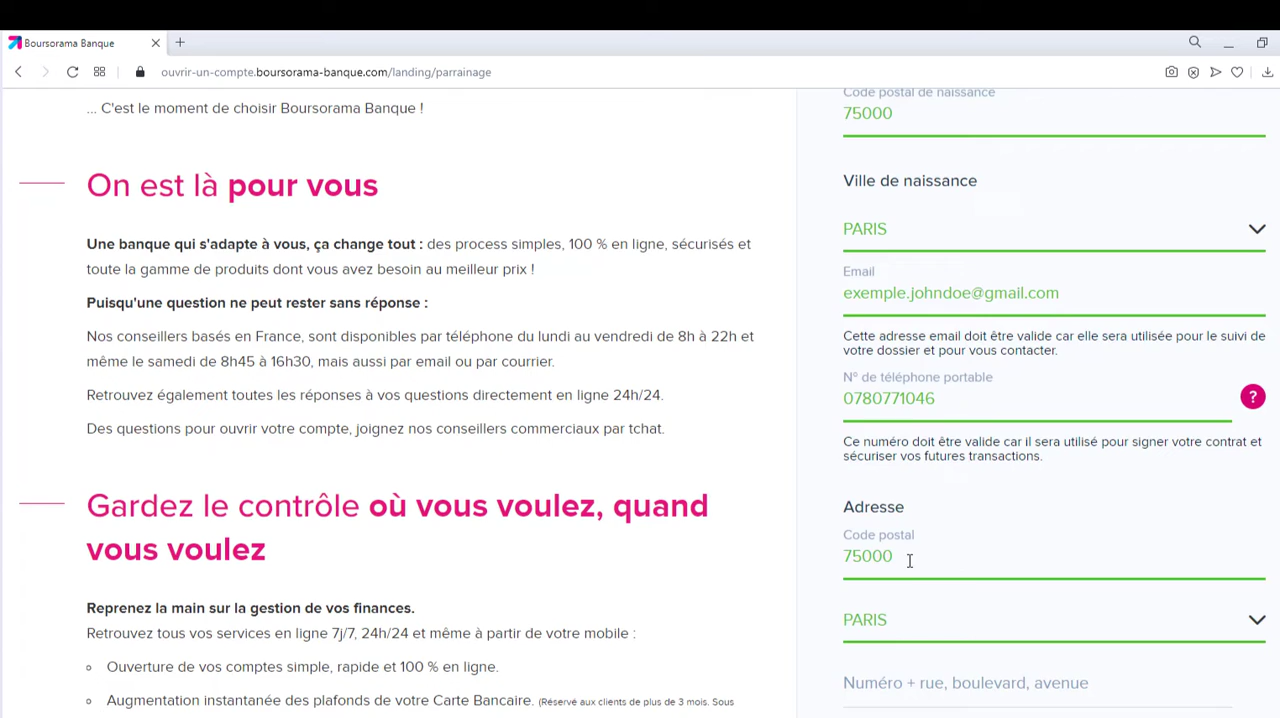 Boursorama Banque
ouvrir-un-compte.boursorama-banque.com/landing/parrainage
... C'est le moment de choisir Boursorama Banque !
On est là pour vous
Une banque qui s'adapte à vous, ça change tout : des process simples, 100 % en ligne, sécurisés et
toute la gamme de produits dont vous avez besoin au meilleur prix !
Puisqu'une question ne peut rester sans réponse :
Nos conseillers basés en France, sont disponibles par téléphone du lundi au vendredi de 8h à 22h et
même le samedi de 8h45 à 16h30, mais aussi par email ou par courrier.
Retrouvez également toutes les réponses à vos questions directement en ligne 24h/24.
Des questions pour ouvrir votre compte, joignez nos conseillers commerciaux par tchat.
Gardez le contrôle où vous voulez, quand
vous voulez
Reprenez la main sur la gestion de vos finances.
Retrouvez tous vos services en ligne 7j/7, 24h/24 et même à partir de votre mobile :
Ouverture de vos comptes simple, rapide et 100 % en ligne.
Augmentation instantanée des plafonds de votre Carte Bancaire. (Réservé aux clients de plus de 3 mois. Sous
Code postal de naissance
75000
Ville de naissance
PARIS
Email
exemple.johndoe@gmail.com
Cette adresse email doit être valide car elle sera utilisée pour le suivi de
votre dossier et pour vous contacter.
N° de téléphone portable
0780771046
?
Ce numéro doit être valide car il sera utilisé pour signer votre contrat et
sécuriser vos futures transactions.
Adresse
Code postal
75000
PARIS
Numéro + rue, boulevard, avenue